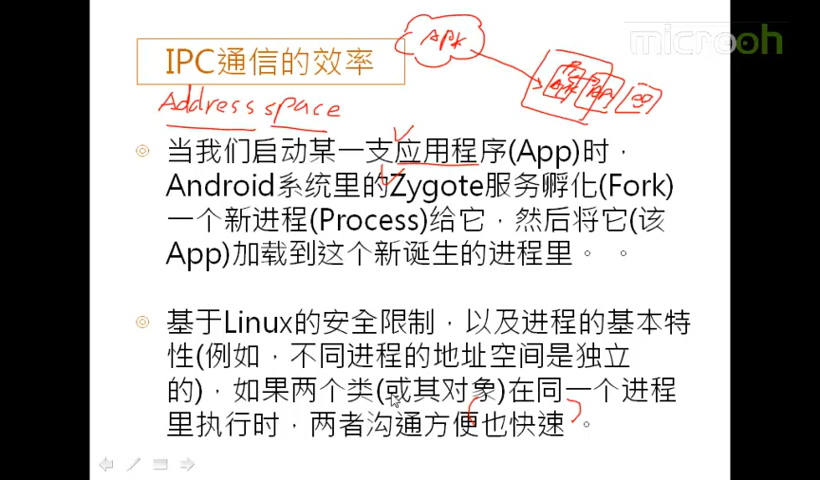 microoh
Apk
IPC通信的效率
Address space
当我们启动某一支应用程序(App)时，
Android系统里的Zygote服务孵化(Fork)
一个新进程(Process)给它，然后将它(该
App)加载到这个新诞生的进程里。 。
基于Linux的安全限制，以及进程的基本特
性(例如，不同进程的地址空间是独立
的)，如果两个类(或其对象)在同一个进程
里执行时，两者沟通方便也快速 。